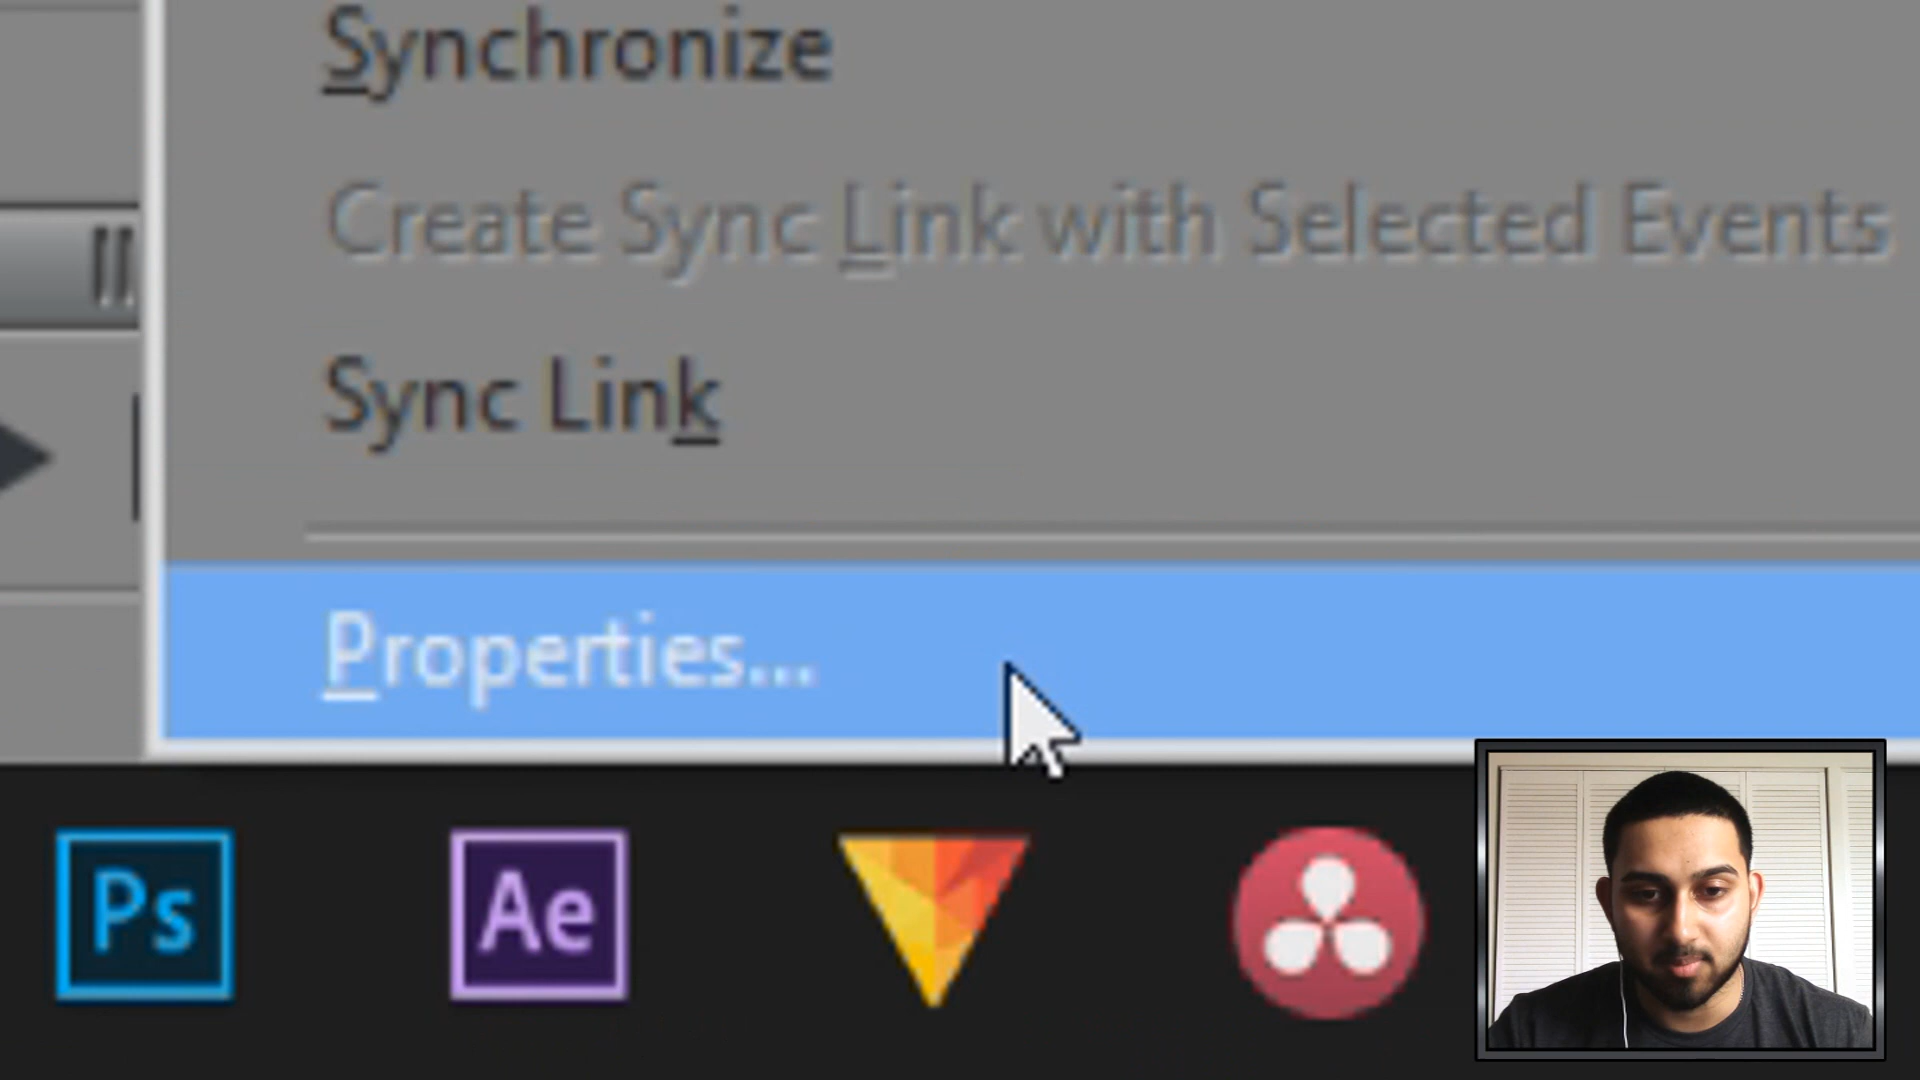 Synchronize
Create Sync Link with Selected Events
Sync Link
Properties...
Ps
Ae